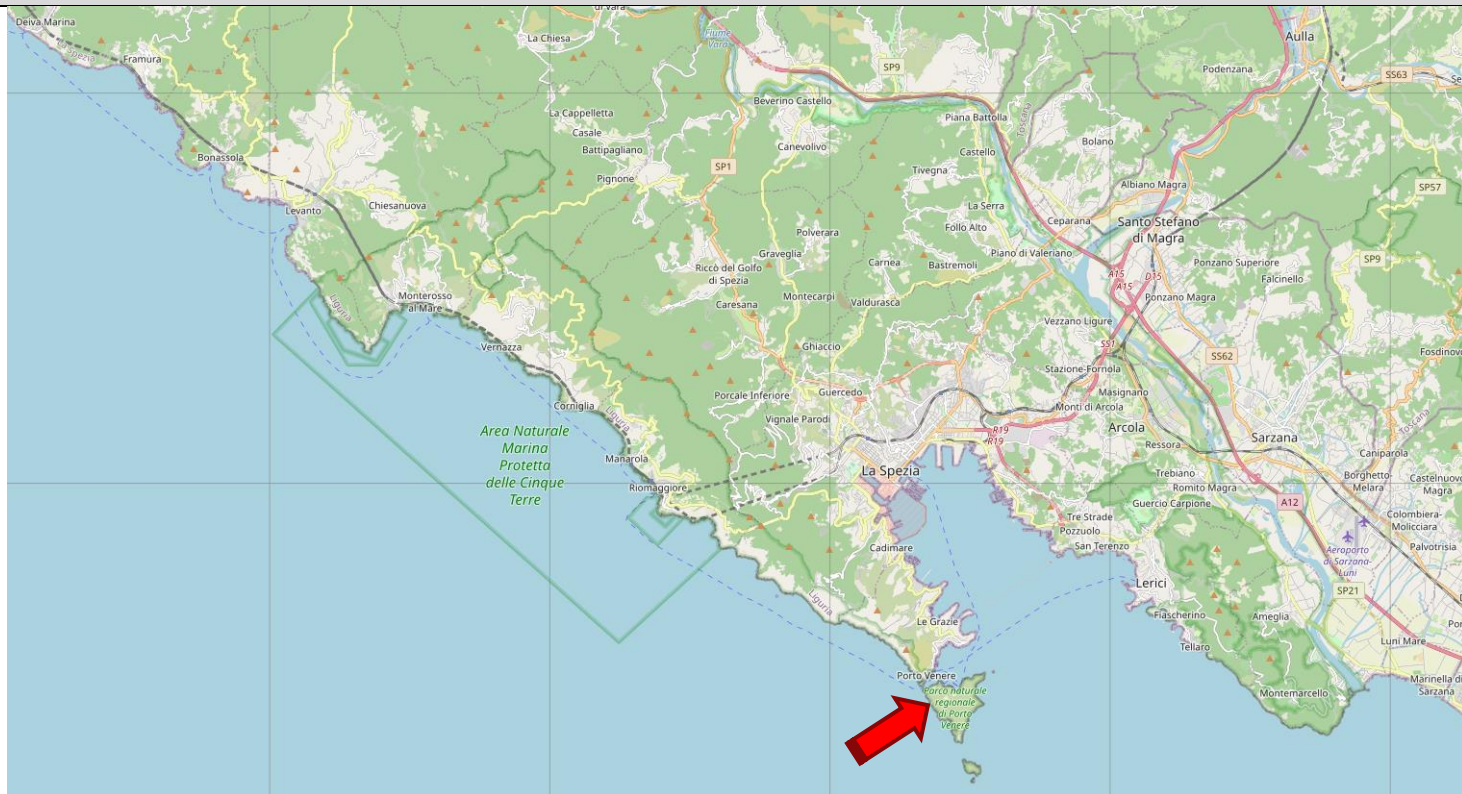 Deiva Marina
di Vara
La Chiesa
Fiume
Vara
SP9
Aulla
Podenzana
SS63
La Spezia
Framura
Beverino Castello
Piana Battolla
Toscana
La Cappelletta
Casale
Battipagliano
Canevolivo
Castello
Bolano
Bonassola
SP1
Pignone
Tivegna
Albiano Magra
SP57
Levanto
Chiesanuova
La Serra
Ceparana
Santo Stefano
di Magra
Polverara
Follo Alto
Graveglia
Piano di Valeriano
Riccò del Golfo
di Spezia
Carnea
Bastremoli
Ponzano Superiore
SP9
Falcinello
A15
A15
D15
Liguria
Monterosso
al Mare
Caresana
Montecarpi
Valdurasca
Ponzano Magra
Vezzano Ligure
Vernazza
Ghiaccio
SS1
SS62
Fosdinovo
Stazione-Fornola
Corniglia
Liguria
Porcale Inferiore
Guercedo
Masignano
Monti di Arcola
Vignale Parodi
R19
R19
Arcola
Toscana
Area Naturale
Marina
Protetta
delle Cinque
Terre
Manarola
La Spezia
Ressora
Sarzana
Caniparola
Riomaggiore
Trebiano
Romito Magra
Borghetto-
Melara
Castelnuovo
Magra
Guercio Carpione
A12
Tre Strade
Pozzuolo
San Terenzo
Colombiera-
Molicciara
Cadimare
Aeroporto
di Sarzana-
Luni
Palvotrisia
Lerici
SP21
Liguria
Le Grazie
Fiascherino
Ameglia
Tellaro
Luni Mare
Porto Venere
Parco naturale
regionale
di Porto
Venere
Montemarcello
Marinella di
Sarzana